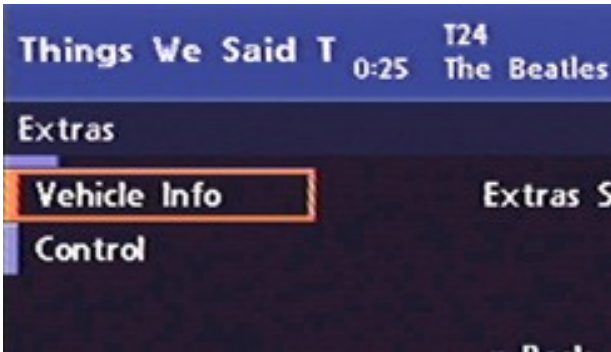 Things We Said T 0:25 T24
The Beatles
Extras
Vehicle Info
Extras S
Control